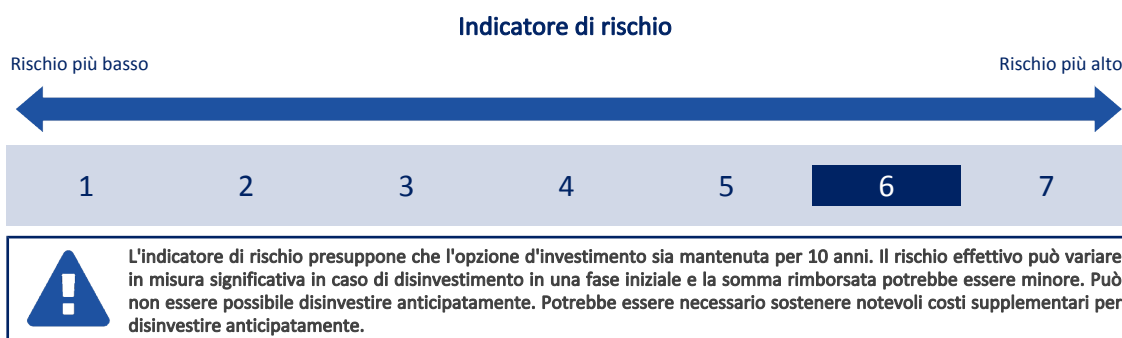 Indicatore di rischio
Rischio più basso
Rischio più alto
1 2 3 4 5 6 7
L'indicatore di rischio presuppone che l'opzione d'investimento sia mantenuta per 10 anni. Il rischio effettivo può variare
in misura significativa in caso di disinvestimento in una fase iniziale e la somma rimborsata potrebbe essere minore. Può
non essere possibile disinvestire anticipatamente. Potrebbe essere necessario sostenere notevoli costi supplementari per
disinvestire anticipatamente.